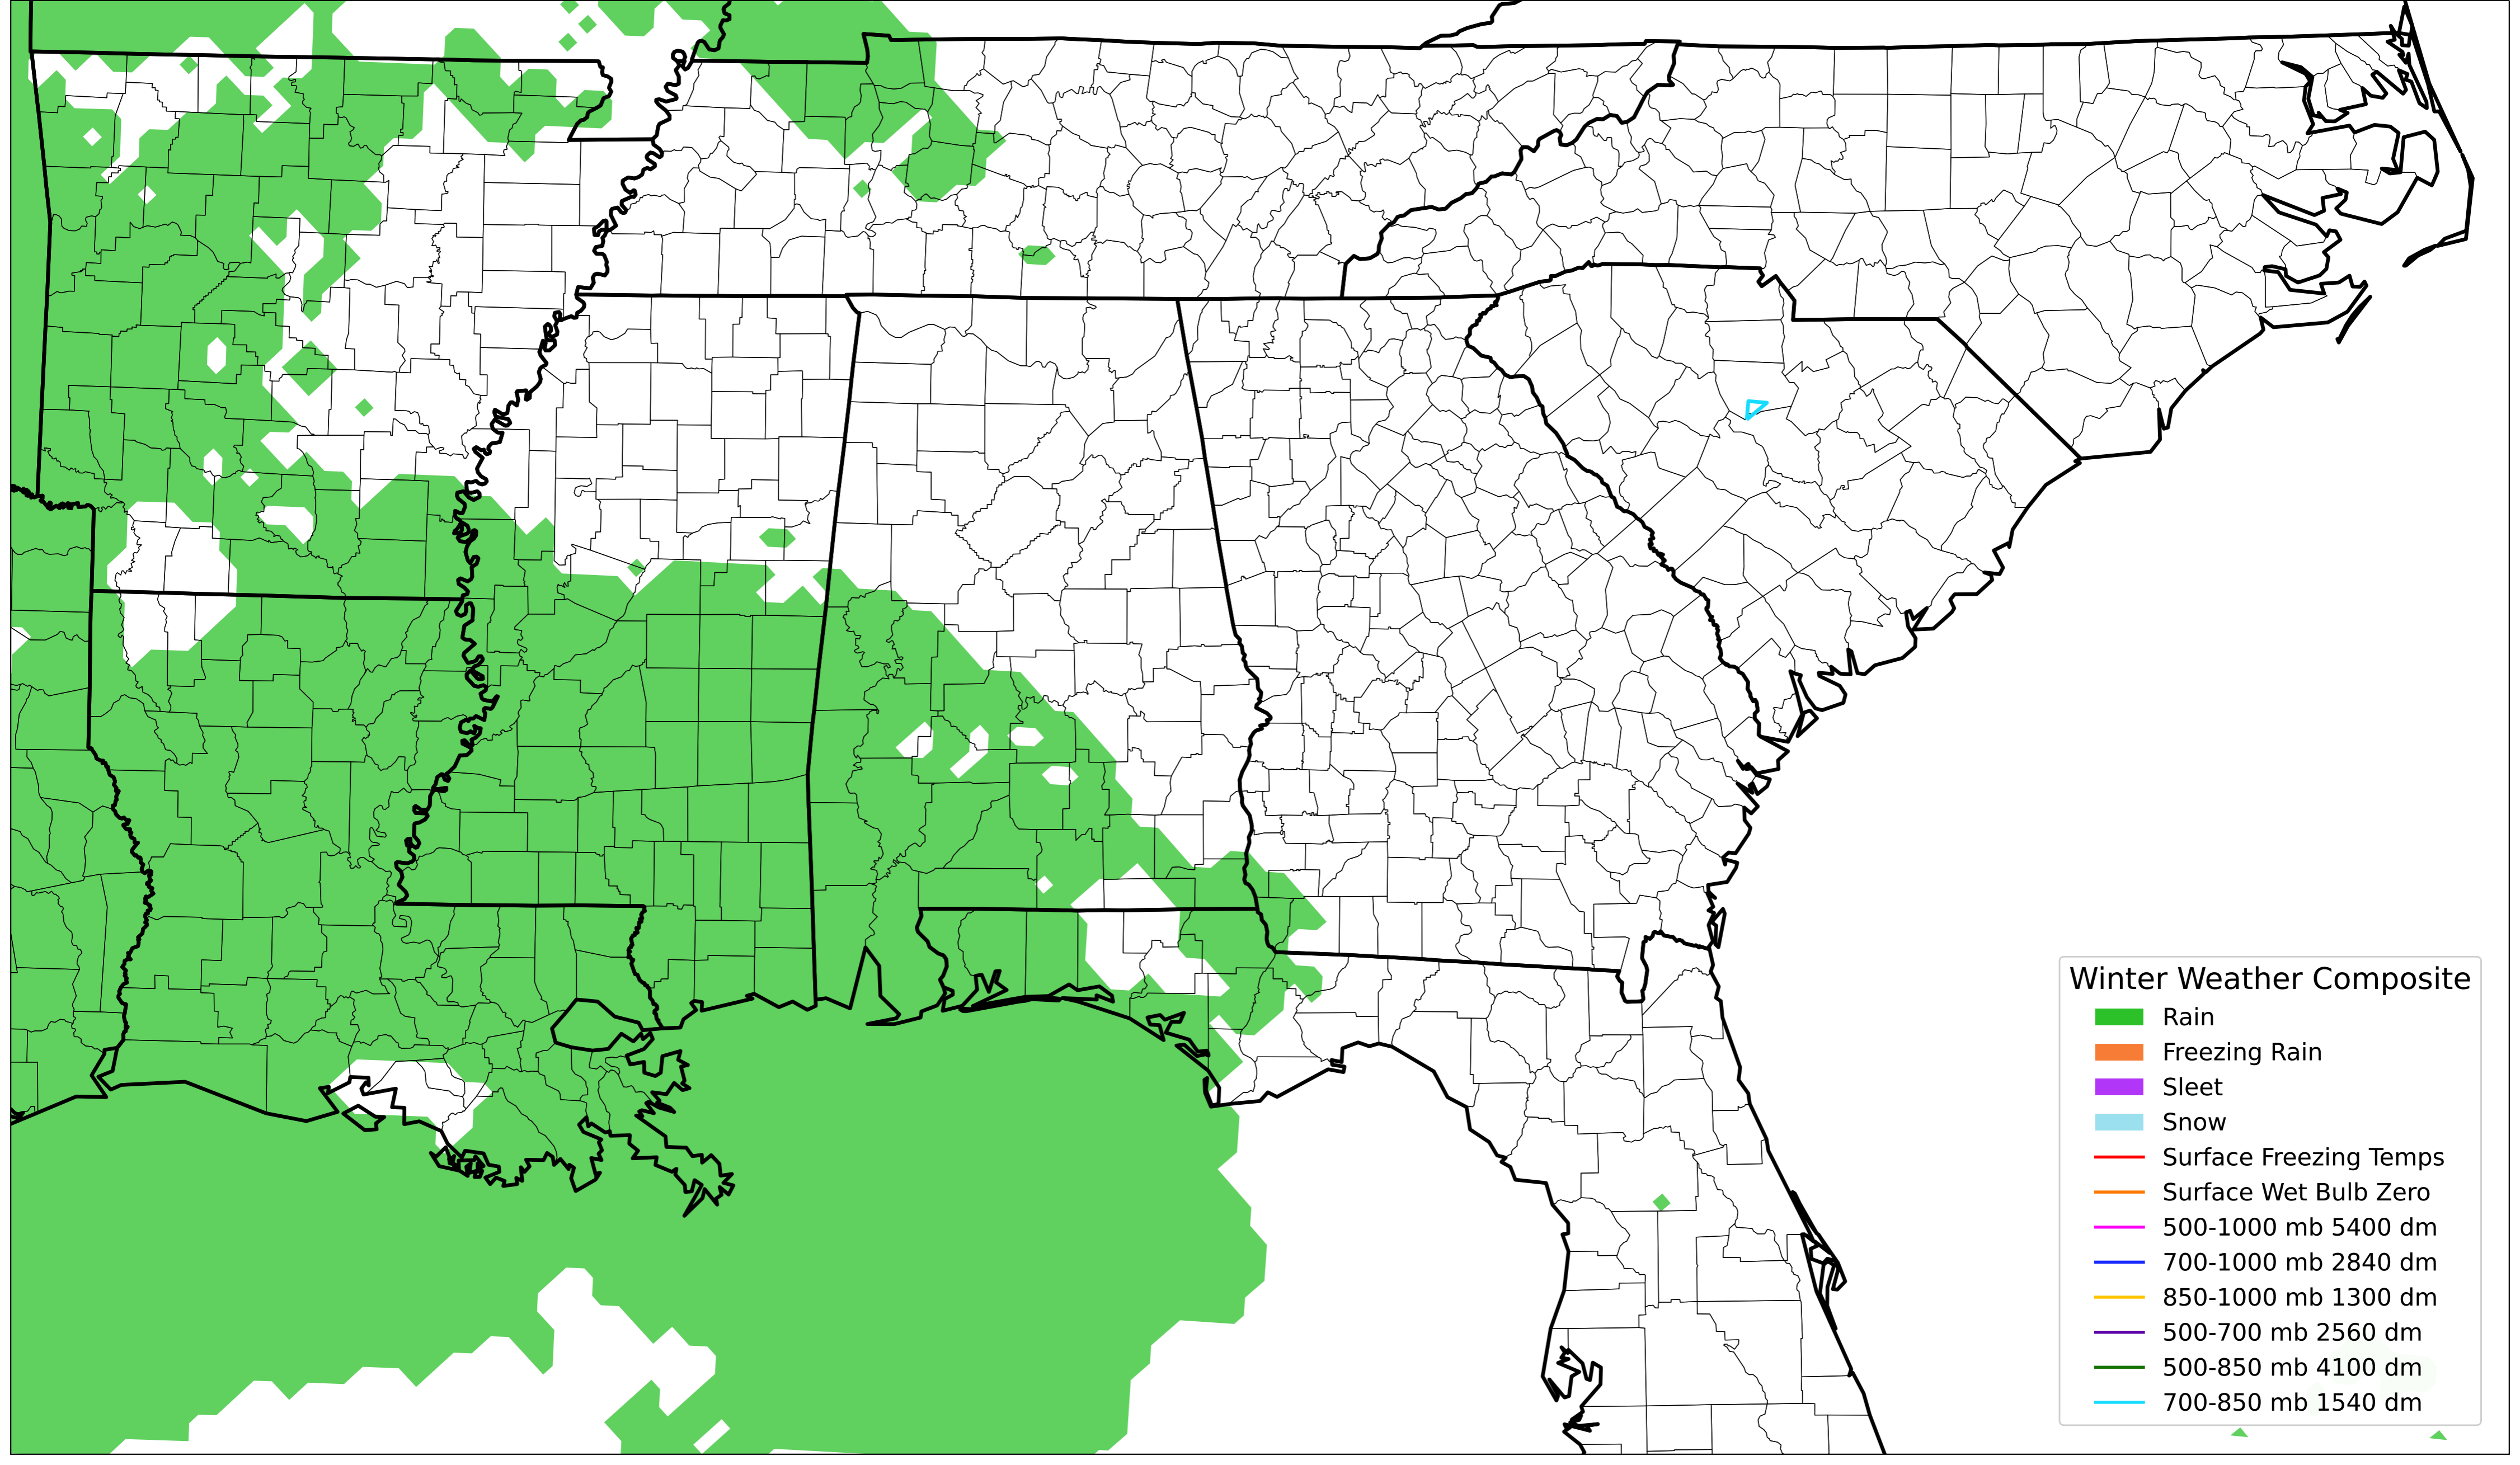 Winter Weather Composite
Rain
Freezing Rain
Sleet
Snow
Surface Freezing Temps
Surface Wet Bulb Zero
500-1000 mb 5400 dm
700-1000 mb 2840 dm
850-1000 mb 1300 dm
500-700 mb 2560 dm
500-850 mb 4100 dm
700-850 mb 1540 dm